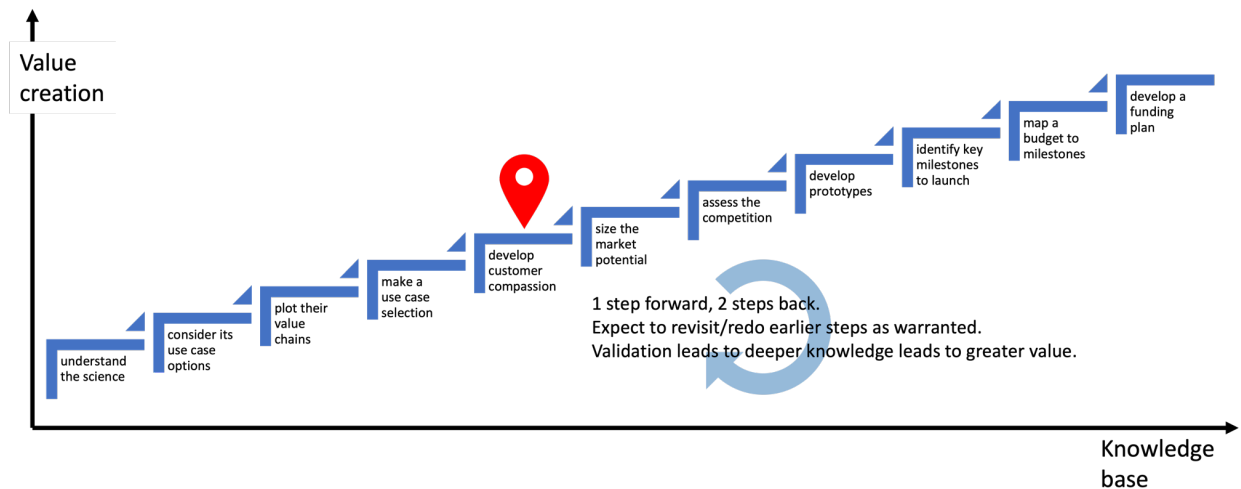 Value
creation
understand
the science
consider its
use case
options
plot their
value
chains
make a
use case
selection
develop
customer
compassion
size the
market
potential
assess the
competition
develop
prototypes
identify key
milestones
to launch
map a
budget to
milestones
develop a
funding
plan
1 step forward, 2 steps back.
Expect to revisit/redo earlier steps as warranted.
Validation leads to deeper knowledge leads to greater value.
Knowledge
base